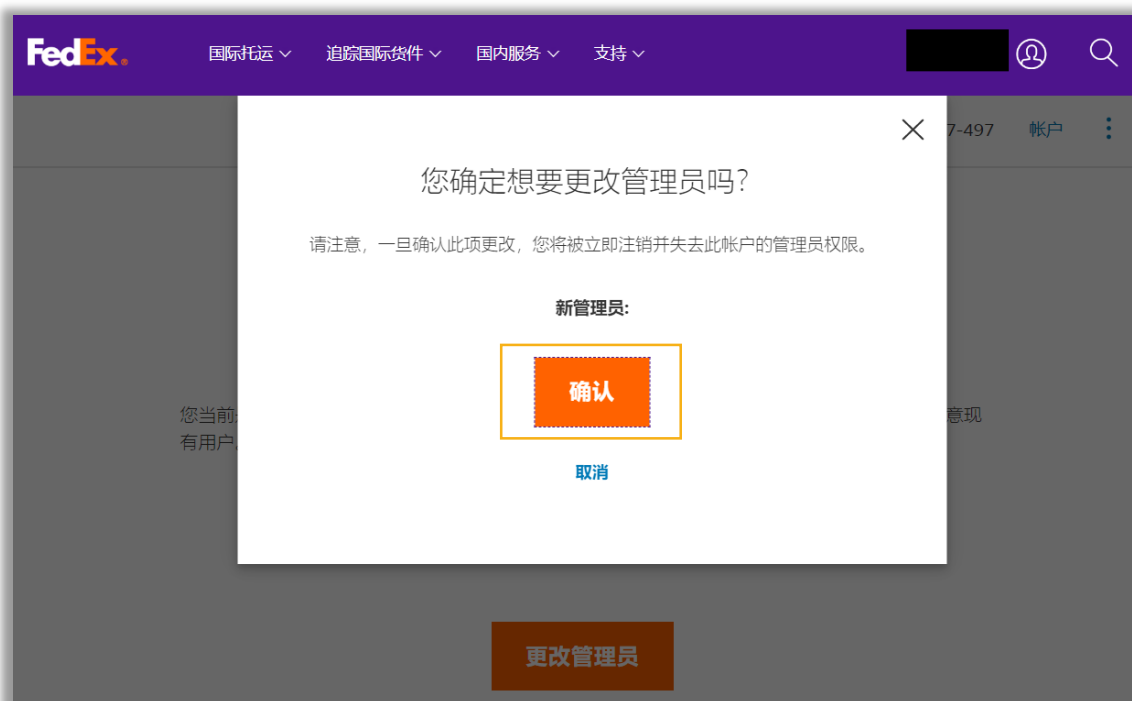 FedEx®
国际托运 追踪国际货件 国内服务 支持
7-497 帐户
您确定想要更改管理员吗?
请注意，一旦确认此项更改，您将被立即注销并失去此帐户的管理员权限。
新管理员:
确认
您当前 意现
有用户
取消
更改管理员